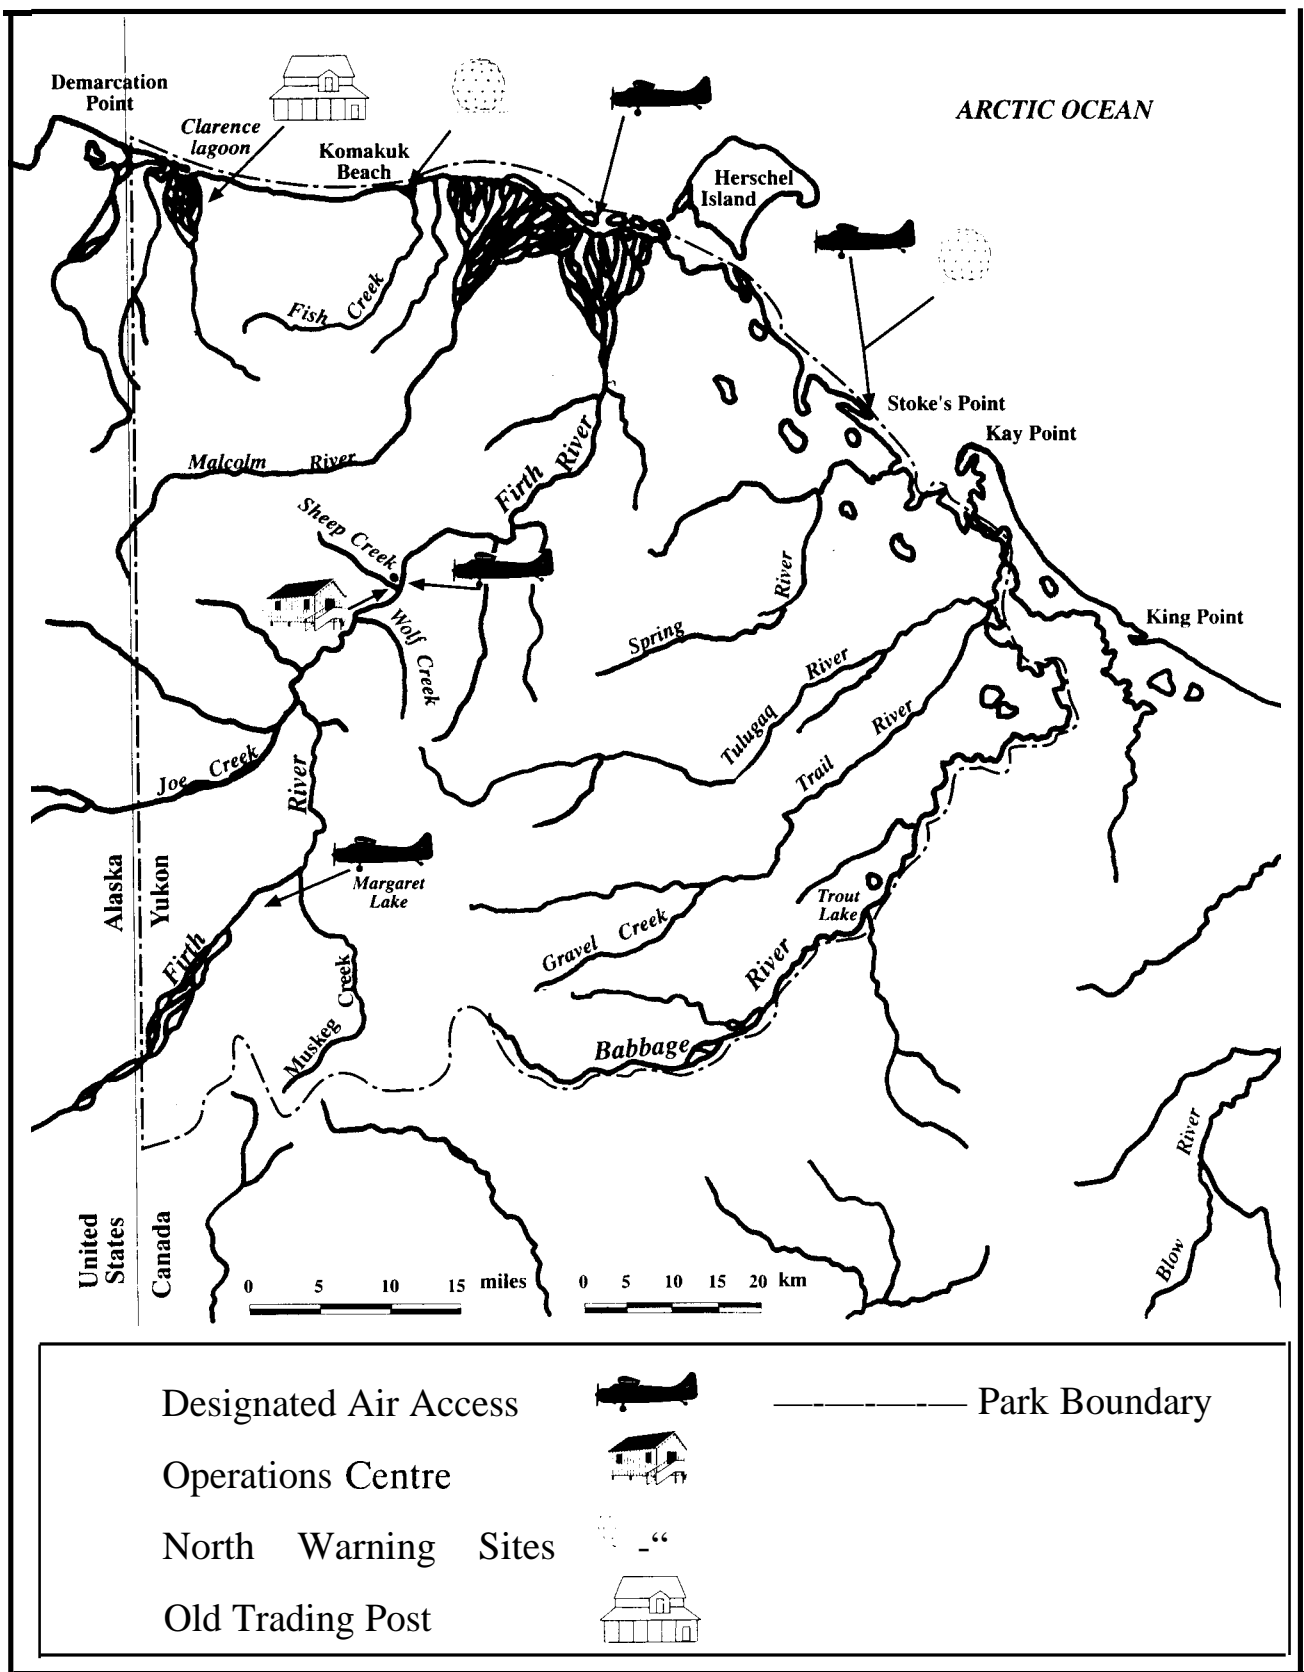 Demarcation
Point
ARCTIC OCEAN
Clarence
lagoon
Komakuk
Beach
Herschel
Island
Fish Creek
Stoke's Point
Kay Point
Malcolm River
Firth River
Sheep Creek
River
King Point
Wolf Creek
Spring
River
Tulugaq
River
Joe Creek
River
Trail
Alaska
Yukon
Margaret
Lake
Trout
Lake
Gravel Creek
Firth
River
Creek
Muskeg
Babbage
River
United
States
Canada
Blow
0 5 10 15 miles
0 5 10 15 20 km
Designated Air Access
— - — - — - — Park Boundary
Operations Centre
North Warning Sites -“
Old Trading Post